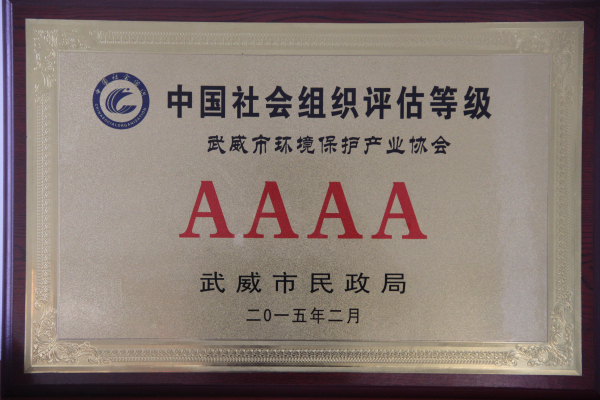 中国社会组织评估等级
武威市环境保护产业协会
AAAA
武威市民政局
二〇一五年二月